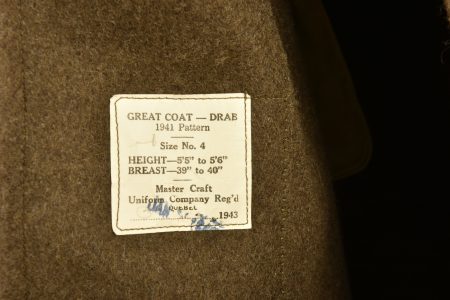 GREAT COAT — DRAB
1941 Pattern
Size No. 4
HEIGHT—5'5" to 5'6"
BREAST—39" to 40"
Master Craft
Uniform Company Reg'd
QUEBEC
1943